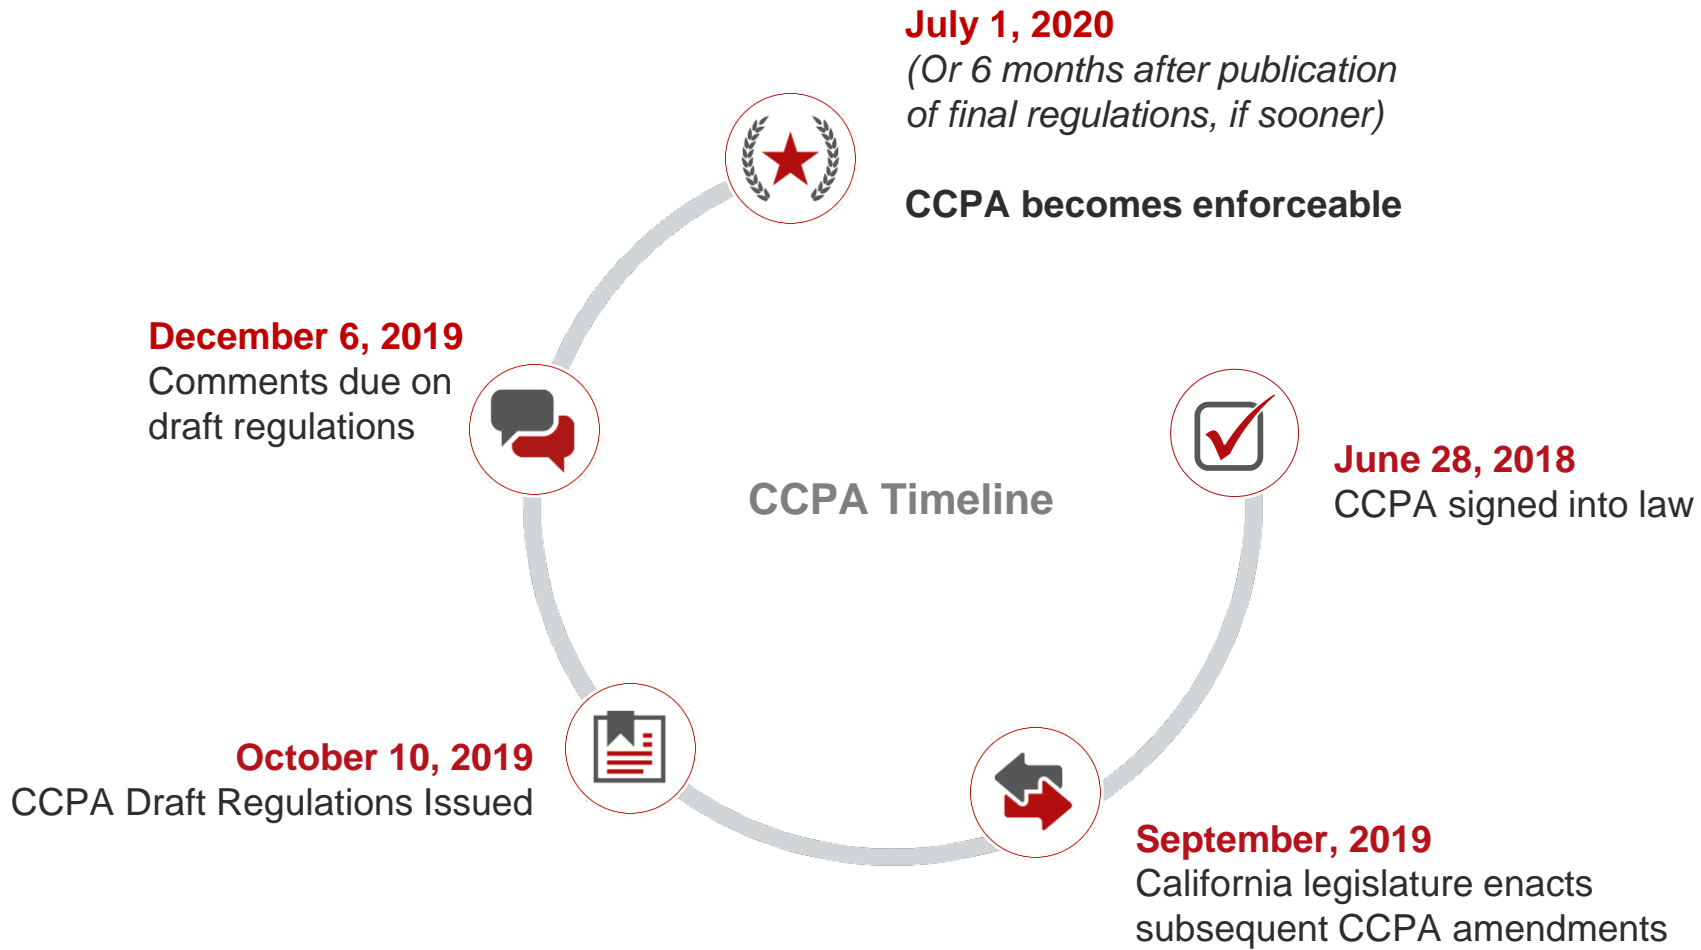 July 1, 2020
(Or 6 months after publication
of final regulations, if sooner)
CCPA becomes enforceable
December 6, 2019
Comments due on
draft regulations
CCPA Timeline
June 28, 2018
CCPA signed into law
October 10, 2019
CCPA Draft Regulations Issued
September, 2019
California legislature enacts
subsequent CCPA amendments